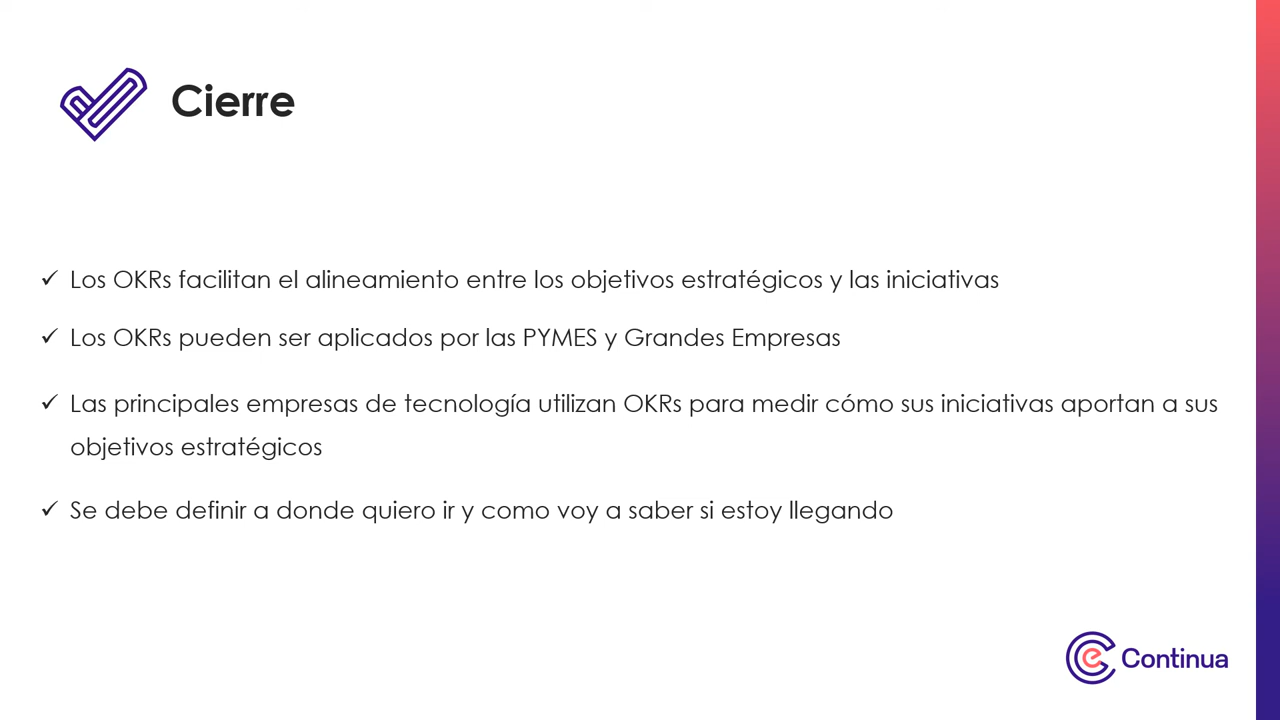 Cierre
✓ Los OKRs facilitan el alineamiento entre los objetivos estratégicos y las iniciativas
✓ Los OKRs pueden ser aplicados por las PYMES y Grandes Empresas
✓ Las principales empresas de tecnología utilizan OKRs para medir cómo sus iniciativas aportan a sus
objetivos estratégicos
✓ Se debe definir a donde quiero ir y como voy a saber si estoy llegando
e Continua